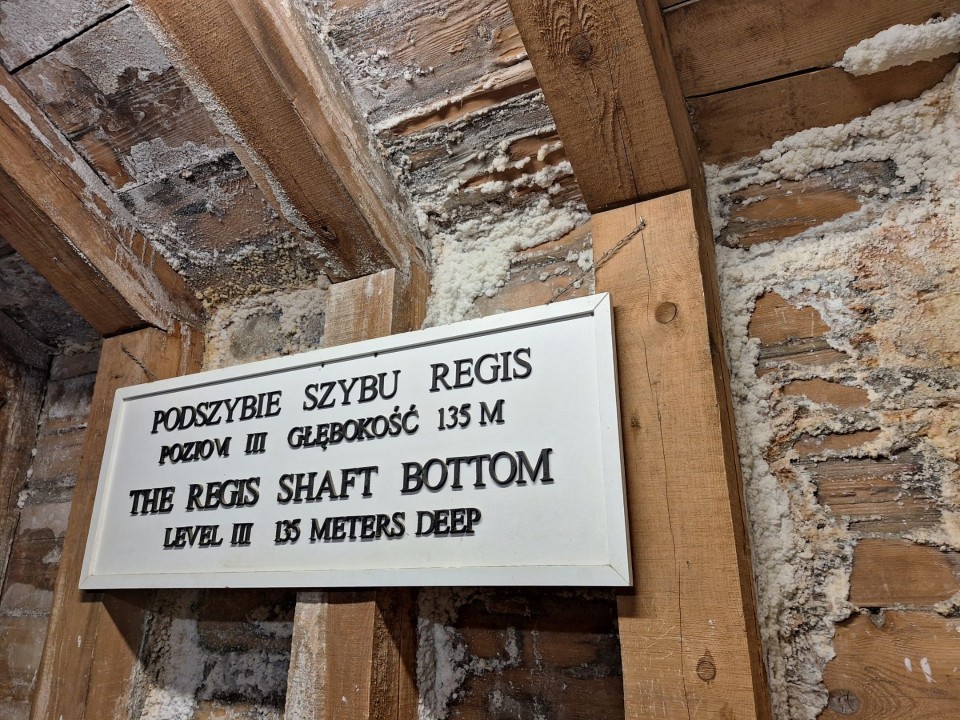 PODSZYBIE SZYBU REGIS
POZIOM III GŁĘBOKOŚĆ 135 M
THE REGIS SHAFT BOTTOM
LEVEL III 135 METERS DEEP